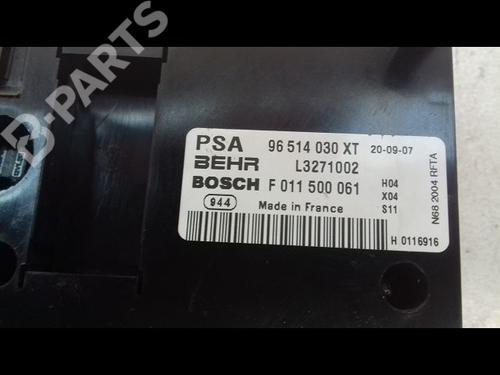 B-PARTS
PSA 96 514 030 XT 20-09-07
BEHR L3271002
BOSCH F 011 500 061
H04
X04
S11
944
Made in France
H 0116916
N68 2004 RFTA